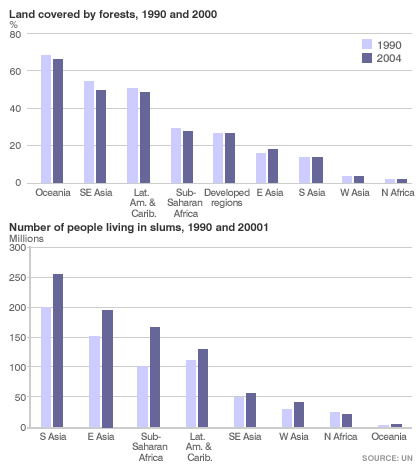 Land covered by forests, 1990 and 2000
%
80
1990
2004
60
40
20
0
Oceania SE Asia Lat. Am. & Carib. Sub-Saharan Africa Developed regions E Asia S Asia W Asia N Africa
Number of people living in slums, 1990 and 20001
Millions
300
250
200
150
100
50
0
S Asia E Asia Sub-Saharan Africa Lat. Am. & Carib. SE Asia W Asia N Africa Oceania
SOURCE: UN